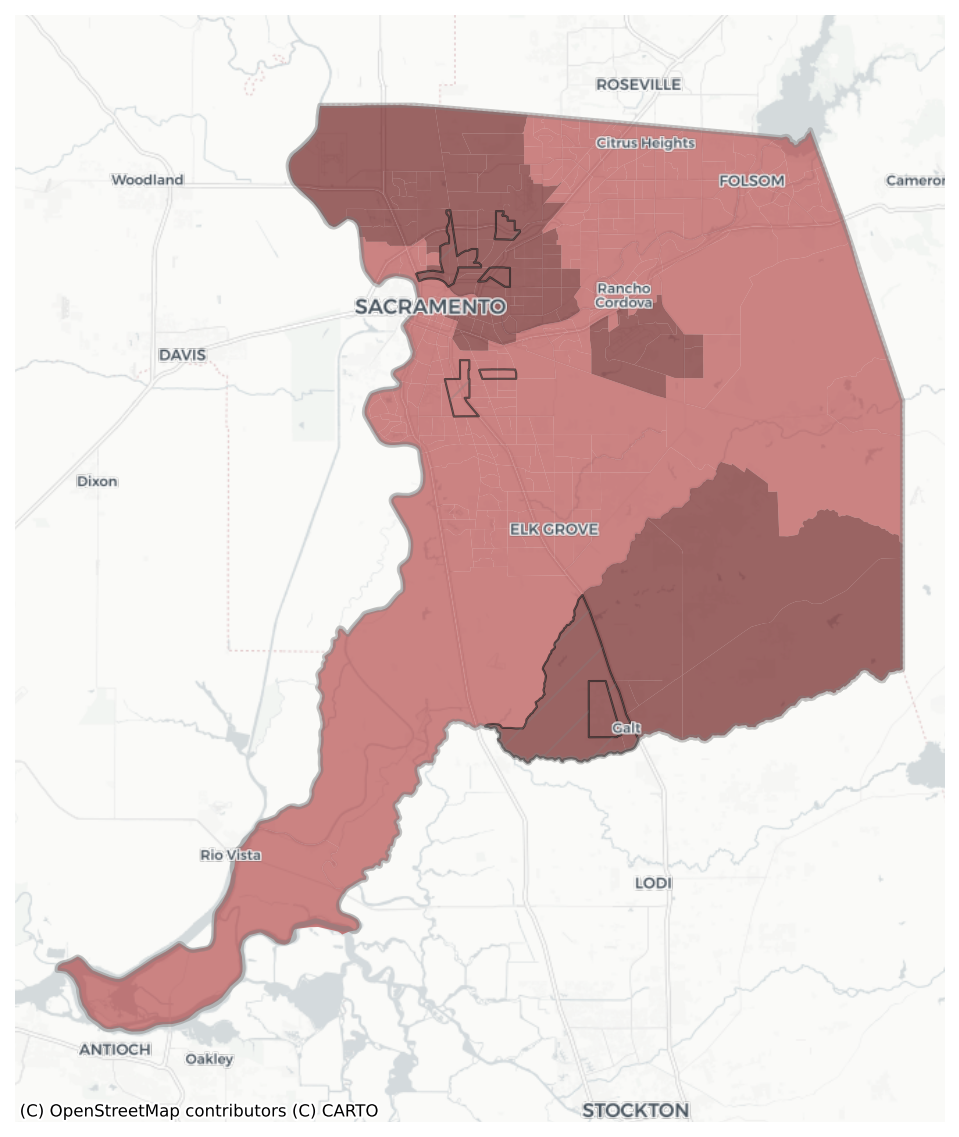 ROSEVILLE
Citrus Heights
Woodland
FOLSOM
Cameron
Rancho
Cordova
SACRAMENTO
DAVIS
Dixon
ELK GROVE
Galt
Rio Vista
LODI
ANTIOCH
Oakley
(C) OpenStreetMap contributors (C) CARTO
STOCKTON